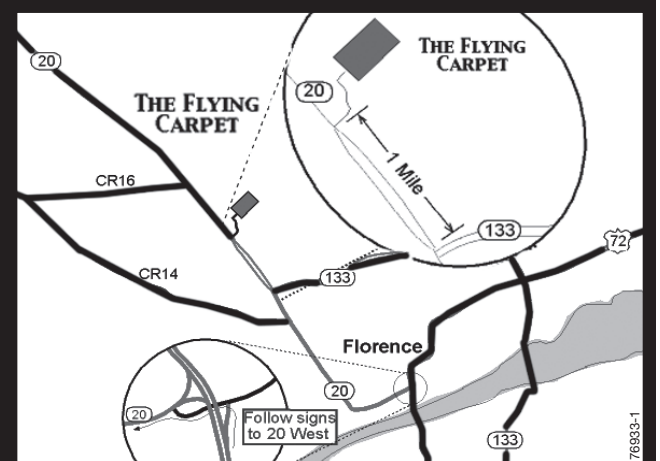 20
THE FLYING
CARPET
THE FLYING
CARPET
20
CR16
1 Mile
133
72
CR14
133
Florence
20
20
Follow signs
to 20 West
133
76933-1